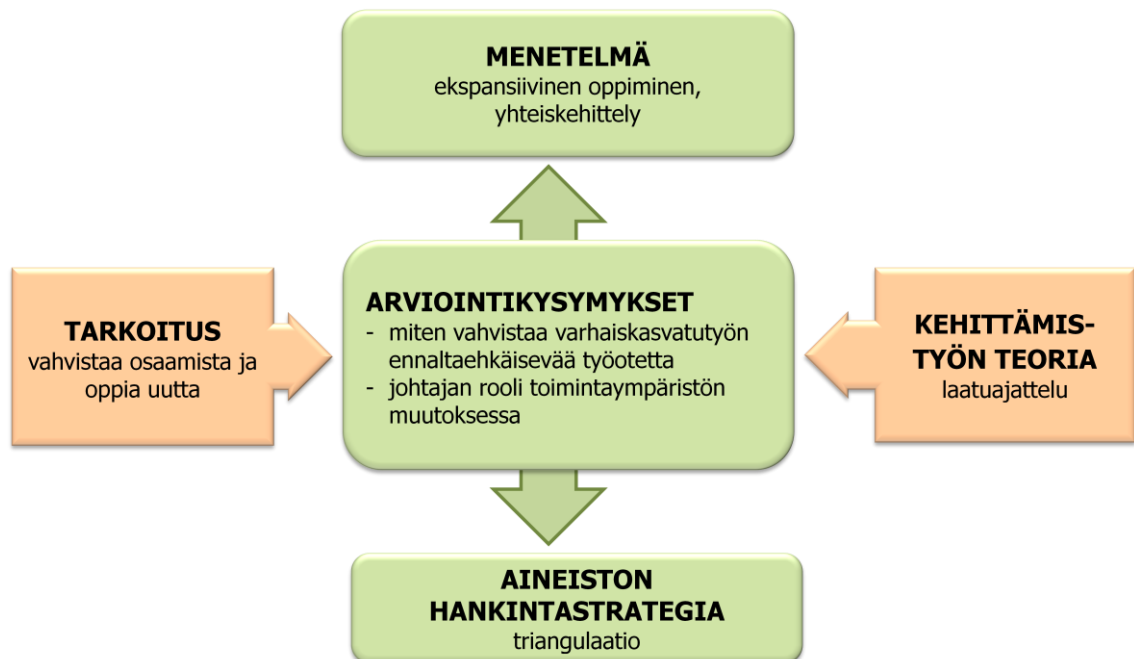 MENETELMÄ
ekspansiivinen oppiminen,
yhteiskehittely
TARKOITUS
vahvistaa osaamista ja
oppia uutta
ARVIOINTIKYSYMYKSET
- miten vahvistaa varhaiskasvatutyön
ennaltaehkäisevää työotetta
- johtajan rooli toimintaympäristön
muutoksessa
KEHITTÄMIS-
TYÖN TEORIA
laatuajattelu
AINEISTON
HANKINTASTRATEGIA
triangulaatio